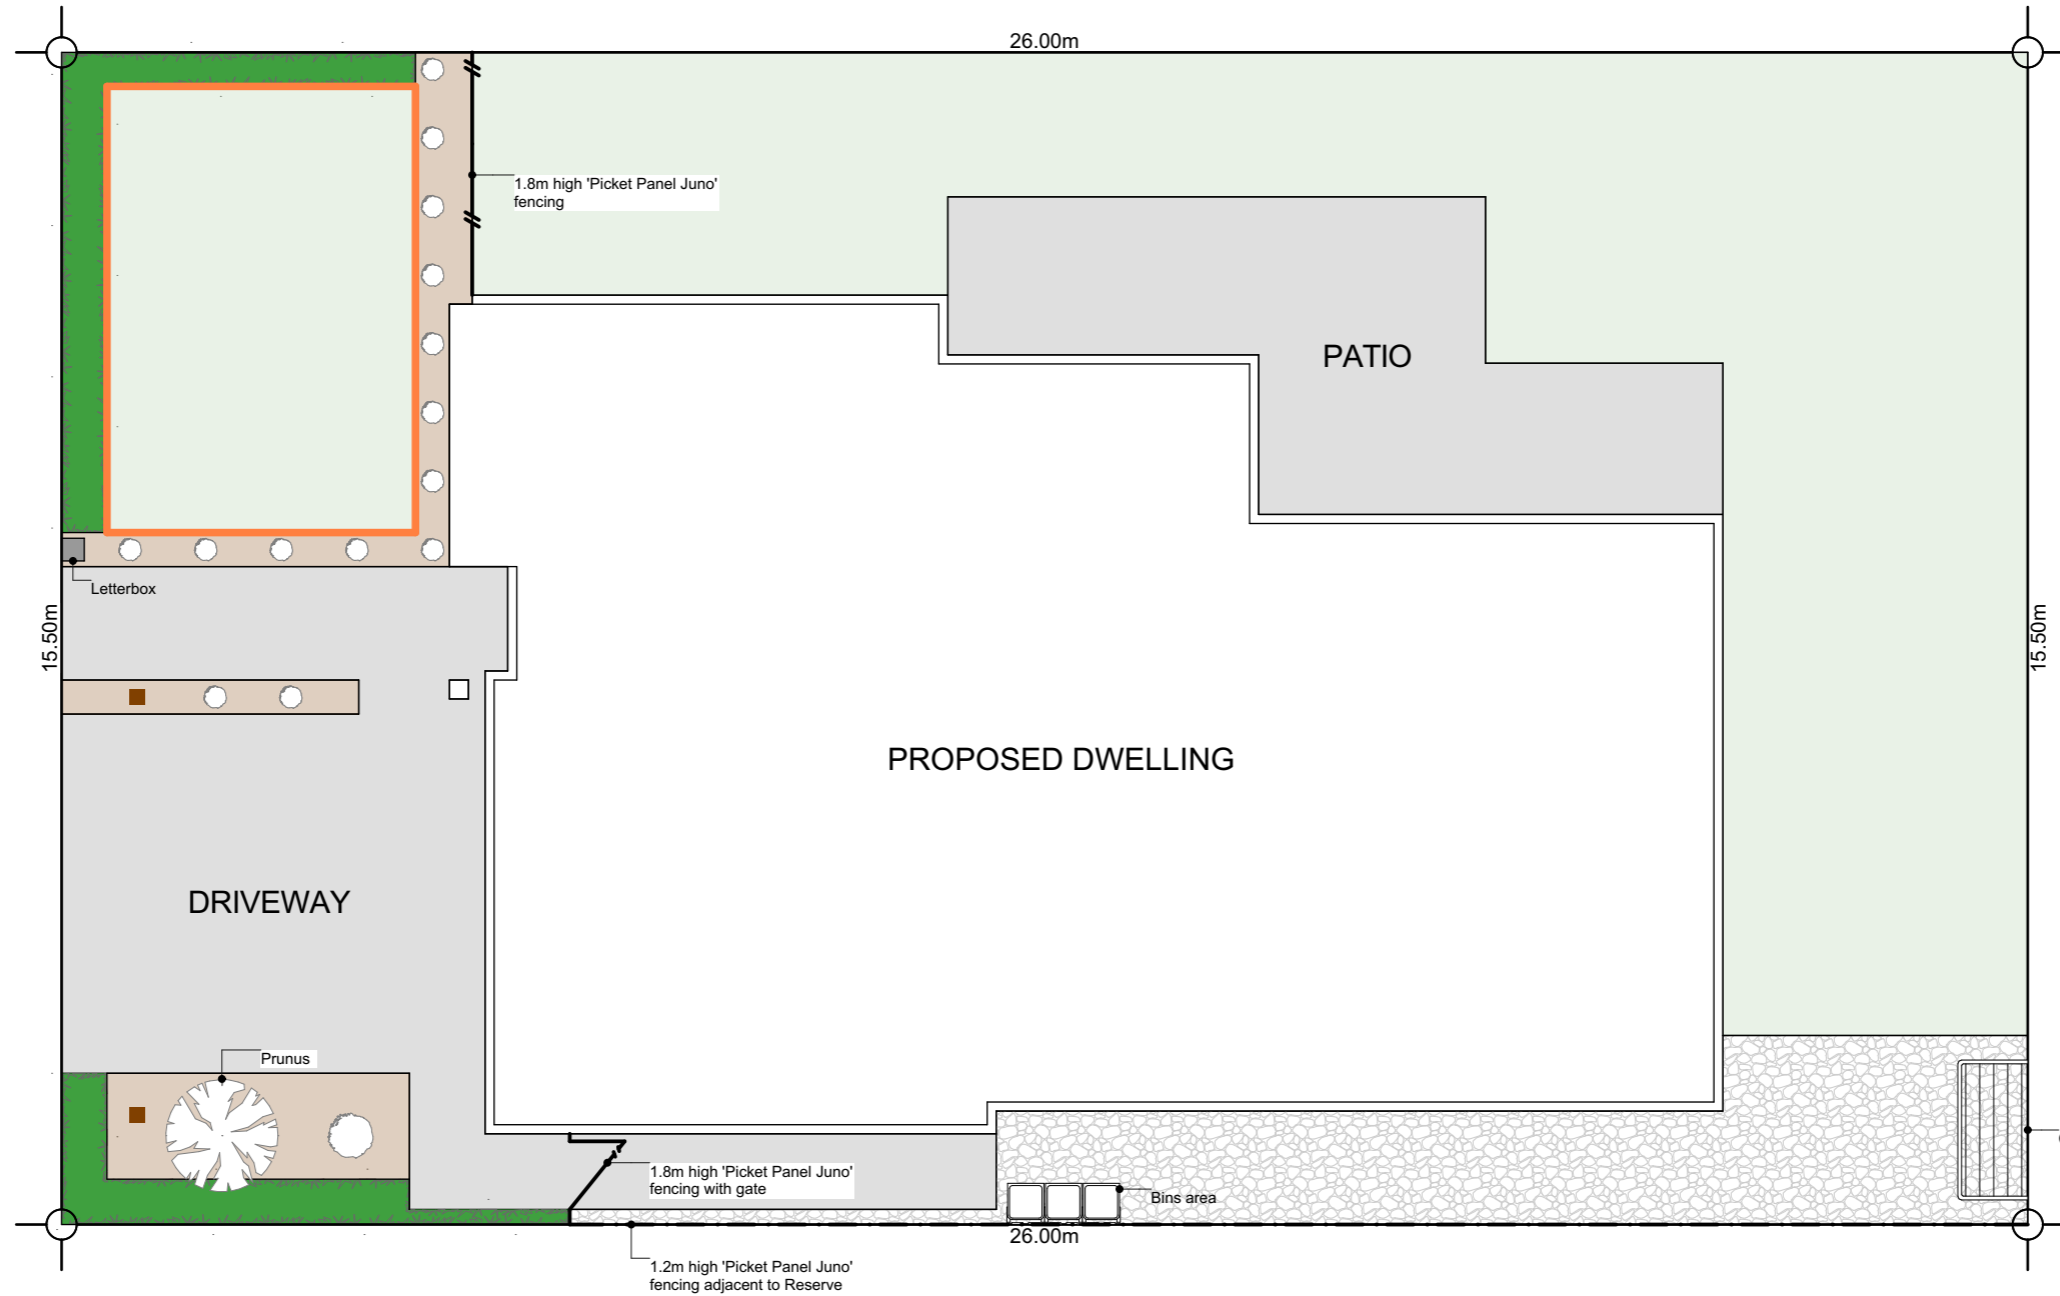 26.00m
1.8m high 'Picket Panel Juno'
fencing
PATIO
Letterbox
15.50m
15.50m
PROPOSED DWELLING
DRIVEWAY
Prunus
1.8m high 'Picket Panel Juno'
fencing with gate
Bins area
26.00m
1.2m high 'Picket Panel Juno'
fencing adjacent to Reserve